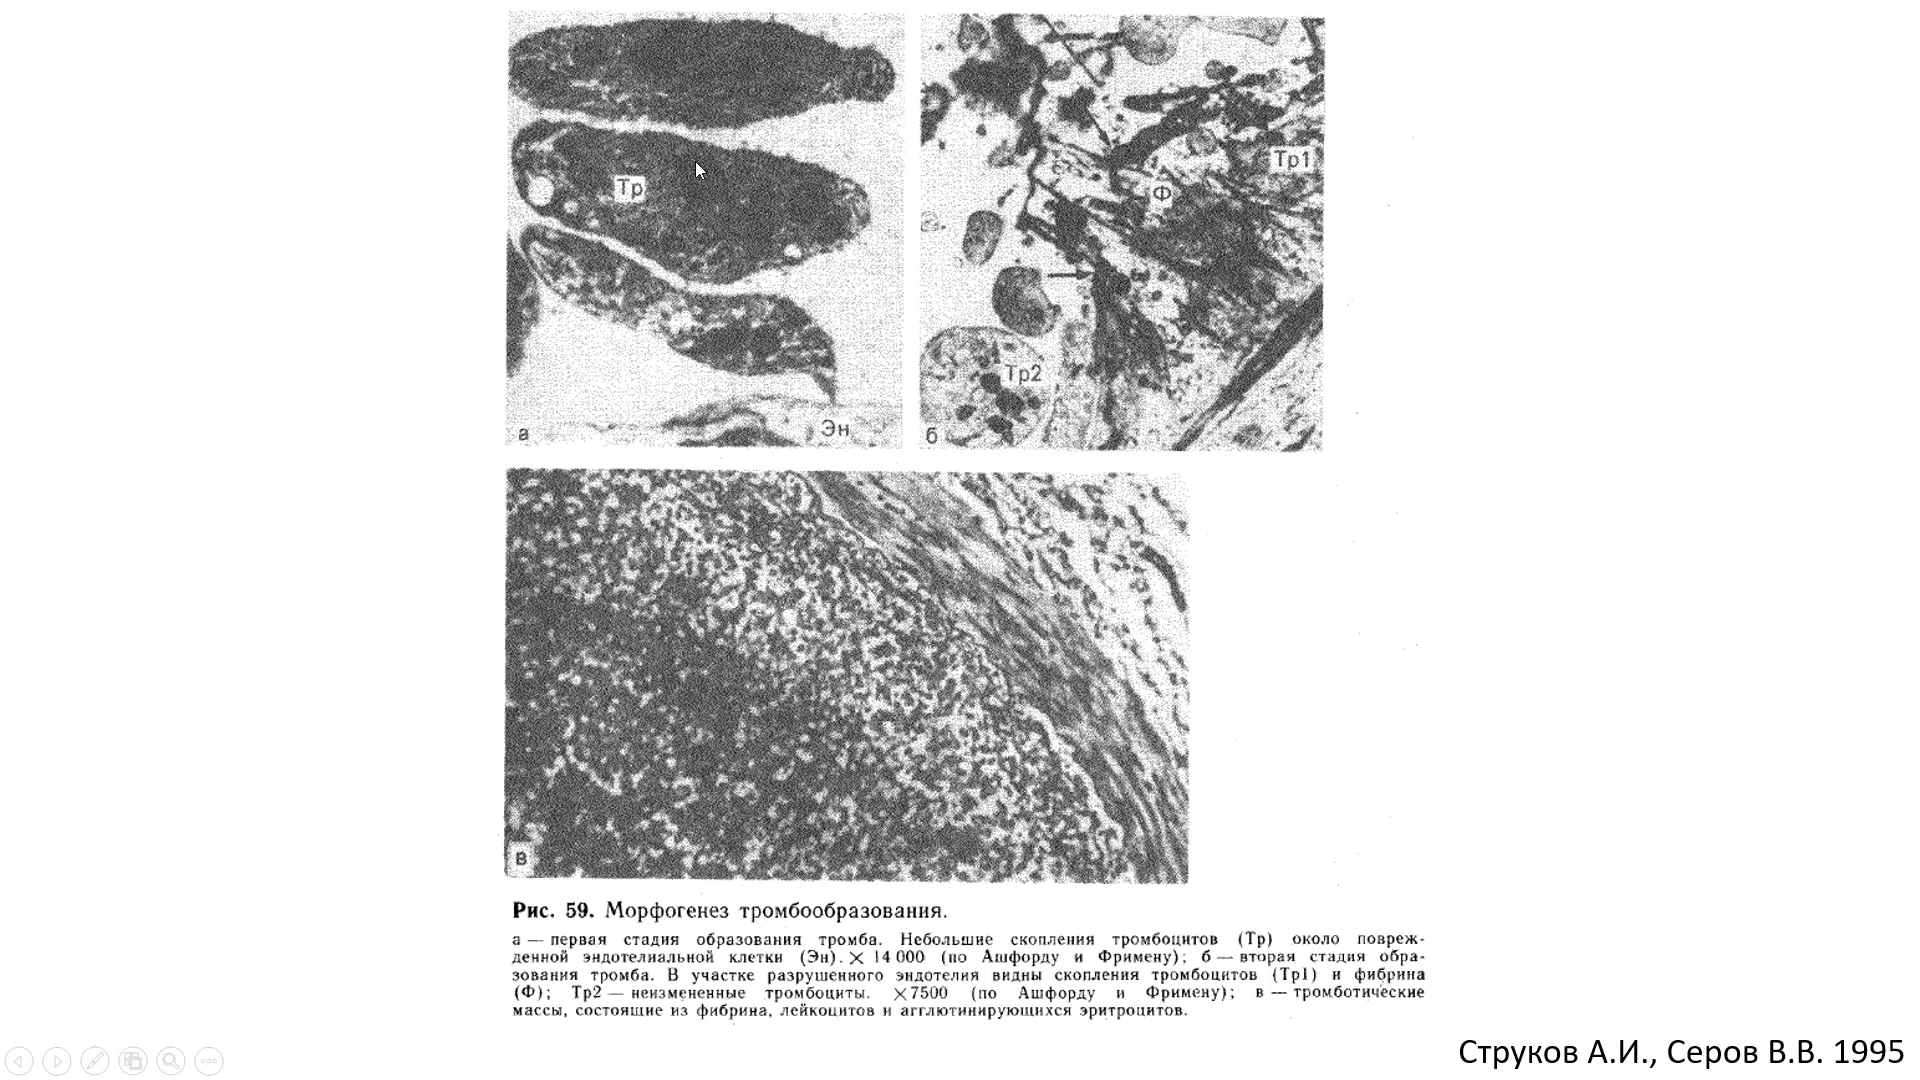 Тр
Тр1
Ф
Тр2
Эн
а
б
в
Рис. 59. Морфогенез тромбообразования.
а — первая стадия образования тромба. Небольшие скопления тромбоцитов (Тр) около повреж-
денной эндотелиальной клетки (Эн). × 14 000 (по Ашфорду и Фримену); б — вторая стадия обра-
зования тромба. В участке разрушенного эндотелия видны скопления тромбоцитов (Тр1) и фибрина
(Ф); Тр2 — неизмененные тромбоциты. ×7500 (по Ашфорду и Фримену); в — тромботические
массы, состоящие из фибрина, лейкоцитов и агглютинирующихся эритроцитов.
Струков А.И., Серов В.В. 1995